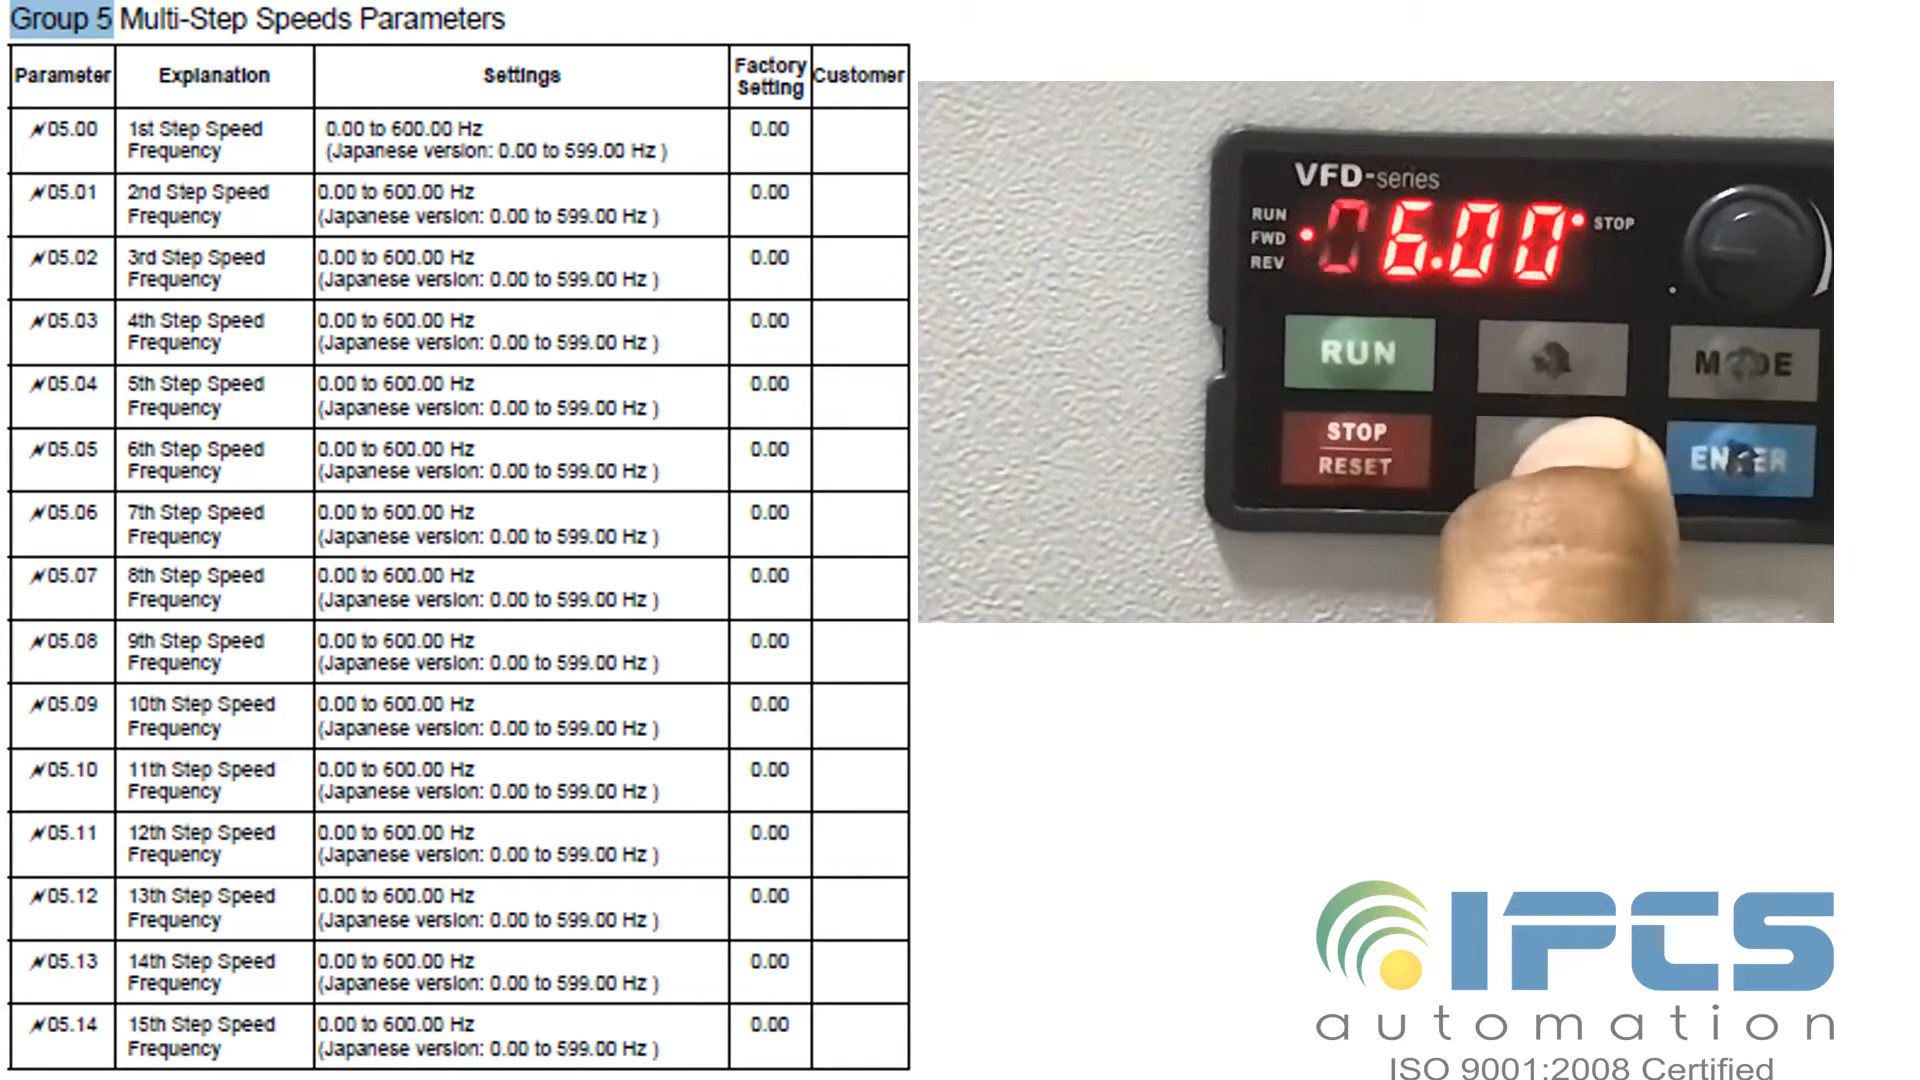 Group 5 Multi-Step Speeds Parameters
Parameter Explanation Settings Factory Setting Customer
05.00 1st Step Speed Frequency 0.00 to 600.00 Hz (Japanese version: 0.00 to 599.00 Hz ) 0.00
05.01 2nd Step Speed Frequency 0.00 to 600.00 Hz (Japanese version: 0.00 to 599.00 Hz ) 0.00
05.02 3rd Step Speed Frequency 0.00 to 600.00 Hz (Japanese version: 0.00 to 599.00 Hz ) 0.00
05.03 4th Step Speed Frequency 0.00 to 600.00 Hz (Japanese version: 0.00 to 599.00 Hz ) 0.00
05.04 5th Step Speed Frequency 0.00 to 600.00 Hz (Japanese version: 0.00 to 599.00 Hz ) 0.00
05.05 6th Step Speed Frequency 0.00 to 600.00 Hz (Japanese version: 0.00 to 599.00 Hz ) 0.00
05.06 7th Step Speed Frequency 0.00 to 600.00 Hz (Japanese version: 0.00 to 599.00 Hz ) 0.00
05.07 8th Step Speed Frequency 0.00 to 600.00 Hz (Japanese version: 0.00 to 599.00 Hz ) 0.00
05.08 9th Step Speed Frequency 0.00 to 600.00 Hz (Japanese version: 0.00 to 599.00 Hz ) 0.00
05.09 10th Step Speed Frequency 0.00 to 600.00 Hz (Japanese version: 0.00 to 599.00 Hz ) 0.00
05.10 11th Step Speed Frequency 0.00 to 600.00 Hz (Japanese version: 0.00 to 599.00 Hz ) 0.00
05.11 12th Step Speed Frequency 0.00 to 600.00 Hz (Japanese version: 0.00 to 599.00 Hz ) 0.00
05.12 13th Step Speed Frequency 0.00 to 600.00 Hz (Japanese version: 0.00 to 599.00 Hz ) 0.00
05.13 14th Step Speed Frequency 0.00 to 600.00 Hz (Japanese version: 0.00 to 599.00 Hz ) 0.00
05.14 15th Step Speed Frequency 0.00 to 600.00 Hz (Japanese version: 0.00 to 599.00 Hz ) 0.00
VFD-series
RUN
FWD
REV
6.00
STOP
RUN
MODE
STOP
RESET
ENTER
IPCS
automation
ISO 9001:2008 Certified